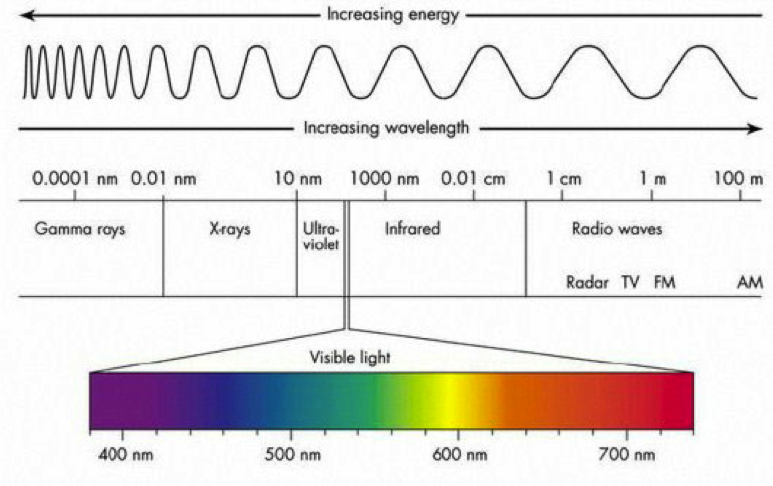 Increasing energy
Increasing wavelength
0.0001 nm 0.01 nm 10 nm 1000 nm 0.01 cm 1 cm 1 m 100 m
Gamma rays X-rays Ultra- Infrared Radio waves
violet
Radar TV FM AM
Visible light
400 nm 500 nm 600 nm 700 nm